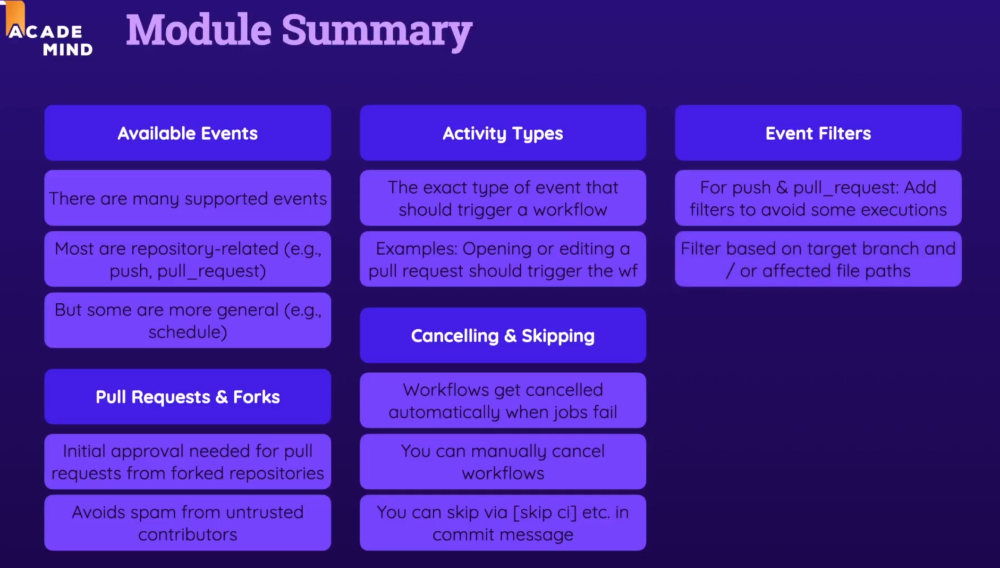 ACADE
MIND
Module Summary
Available Events
There are many supported events
Most are repository-related (e.g.,
push, pull_request)
But some are more general (e.g.,
schedule)
Pull Requests & Forks
Initial approval needed for pull
requests from forked repositories
Avoids spam from untrusted
contributors
Activity Types
The exact type of event that
should trigger a workflow
Examples: Opening or editing a
pull request should trigger the wf
Cancelling & Skipping
Workflows get cancelled
automatically when jobs fail
You can manually cancel
workflows
You can skip via [skip ci] etc. in
commit message
Event Filters
For push & pull_request: Add
filters to avoid some executions
Filter based on target branch and
/ or affected file paths